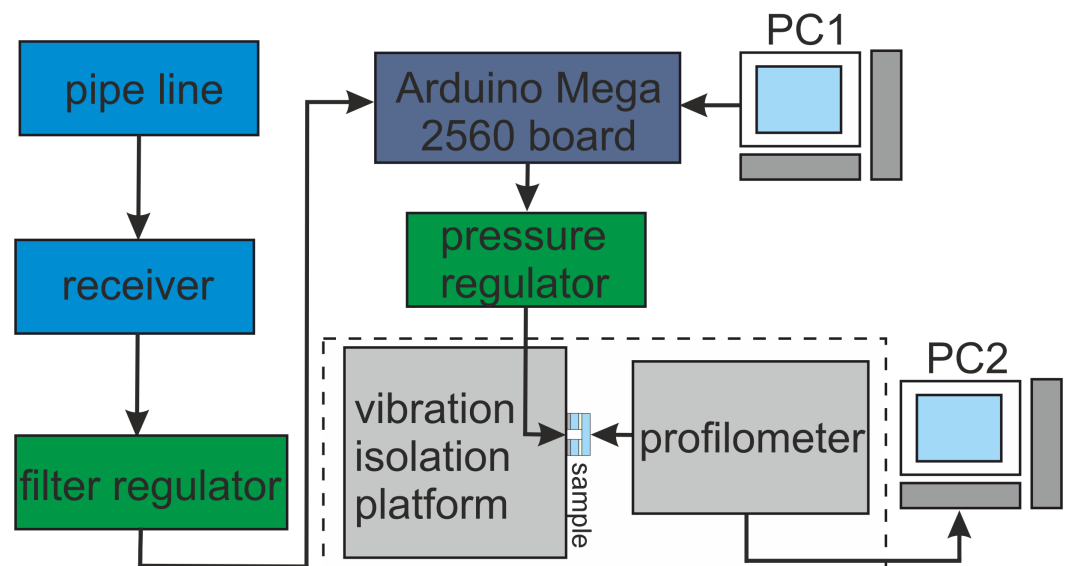 PC1
pipe line
Arduino Mega
2560 board
receiver
pressure
regulator
filter regulator
vibration
isolation
platform
sample
profilometer
PC2